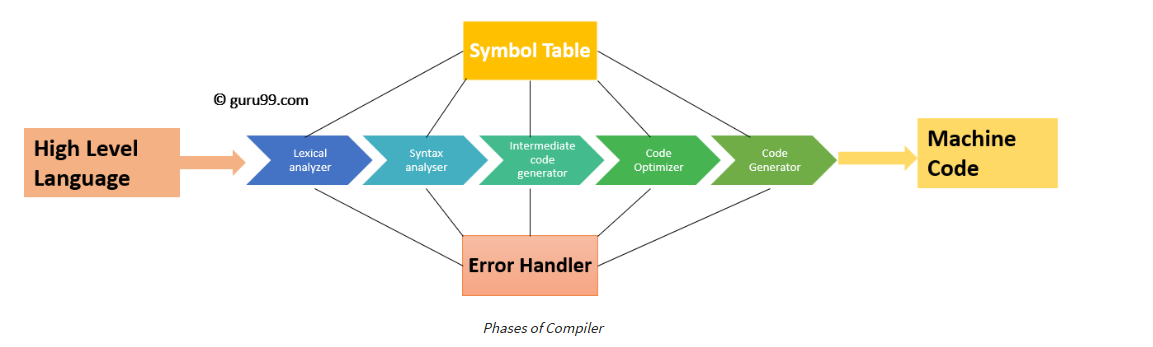 Symbol Table
© guru99.com
High Level
Language
Lexical
analyzer
Syntax
analyser
Intermediate
code
generator
Code
Optimizer
Code
Generator
Machine
Code
Error Handler
Phases of Compiler